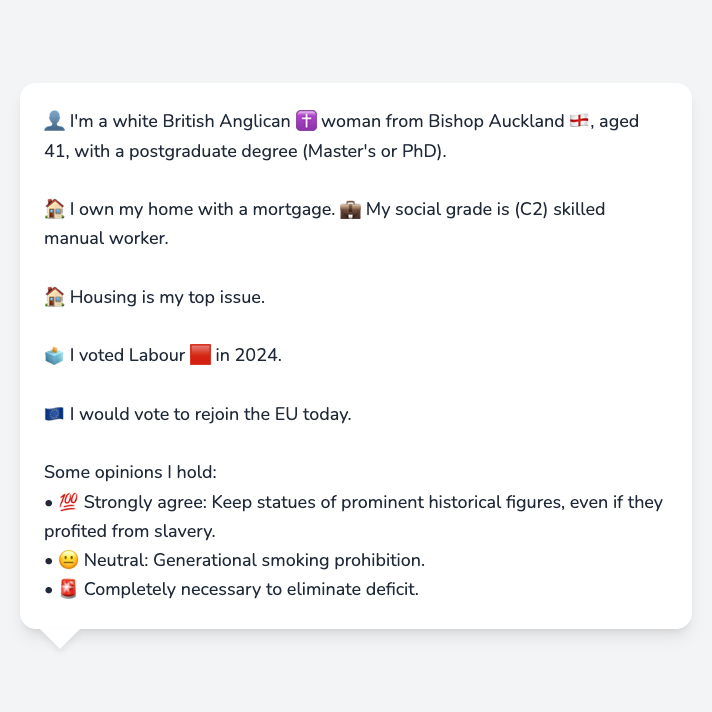 👤 I'm a white British Anglican ✝️ woman from Bishop Auckland 🏴󠁧󠁢󠁥󠁮󠁧󠁿, aged
41, with a postgraduate degree (Master's or PhD).
🏠 I own my home with a mortgage. 💼 My social grade is (C2) skilled
manual worker.
🏠 Housing is my top issue.
🗳️ I voted Labour 🟥 in 2024.
🇪🇺 I would vote to rejoin the EU today.
Some opinions I hold:
• 💯 Strongly agree: Keep statues of prominent historical figures, even if they
profited from slavery.
• 😐 Neutral: Generational smoking prohibition.
• 🚨 Completely necessary to eliminate deficit.